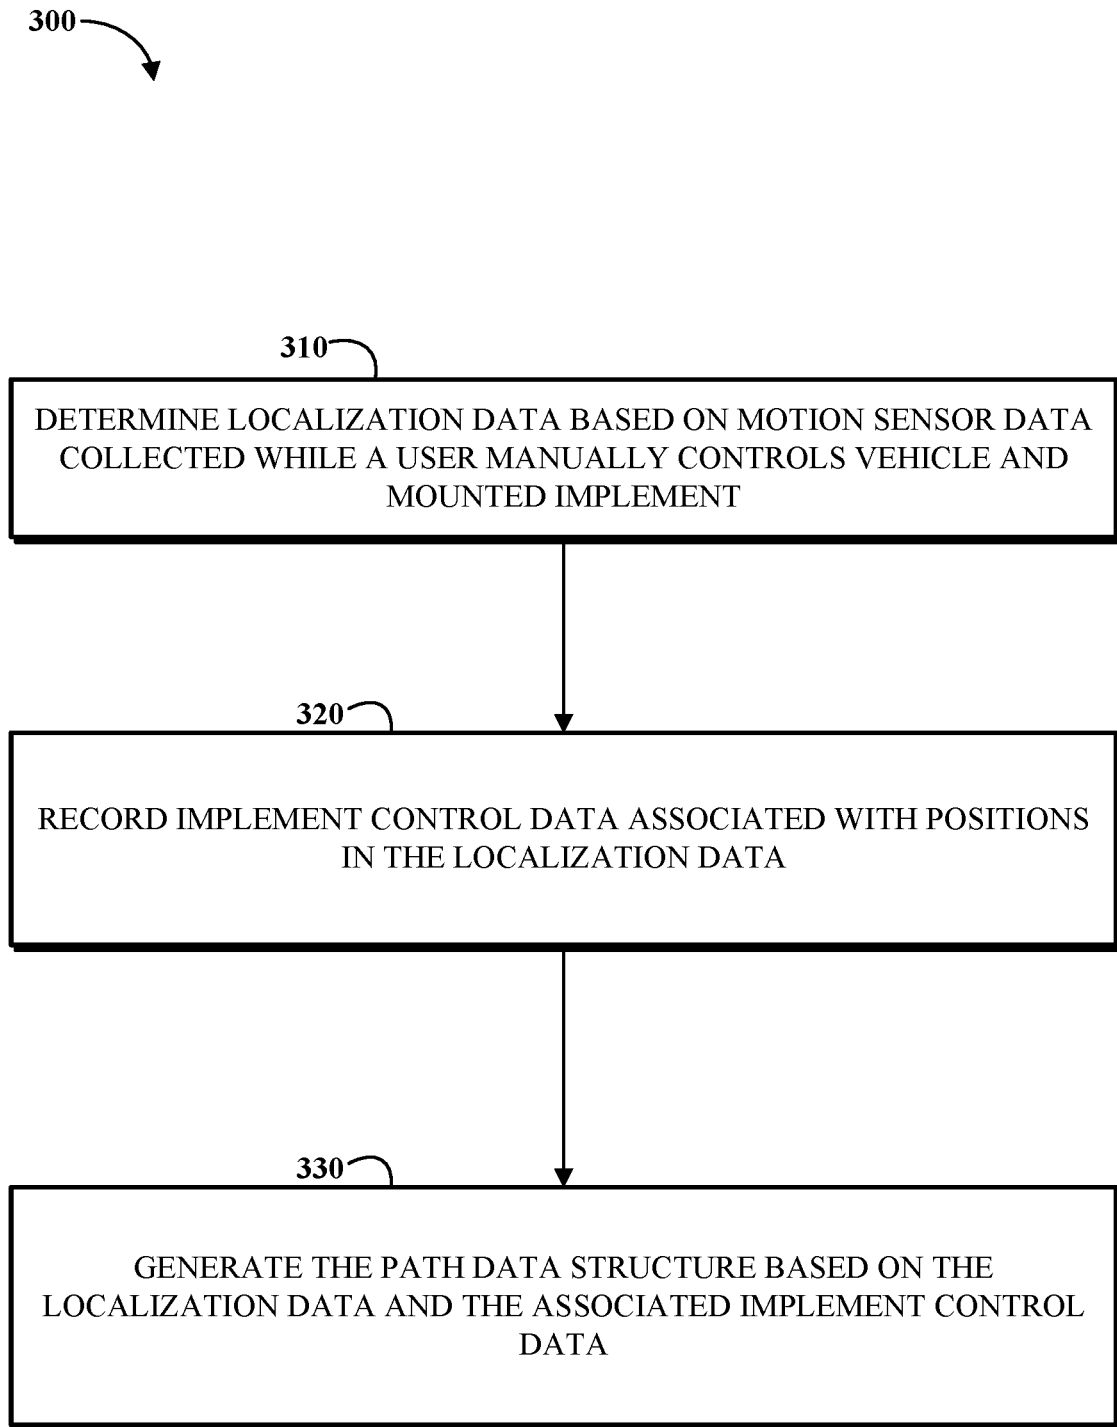 300
310
DETERMINE LOCALIZATION DATA BASED ON MOTION SENSOR DATA
COLLECTED WHILE A USER MANUALLY CONTROLS VEHICLE AND
MOUNTED IMPLEMENT
320
RECORD IMPLEMENT CONTROL DATA ASSOCIATED WITH POSITIONS
IN THE LOCALIZATION DATA
330
GENERATE THE PATH DATA STRUCTURE BASED ON THE
LOCALIZATION DATA AND THE ASSOCIATED IMPLEMENT CONTROL
DATA